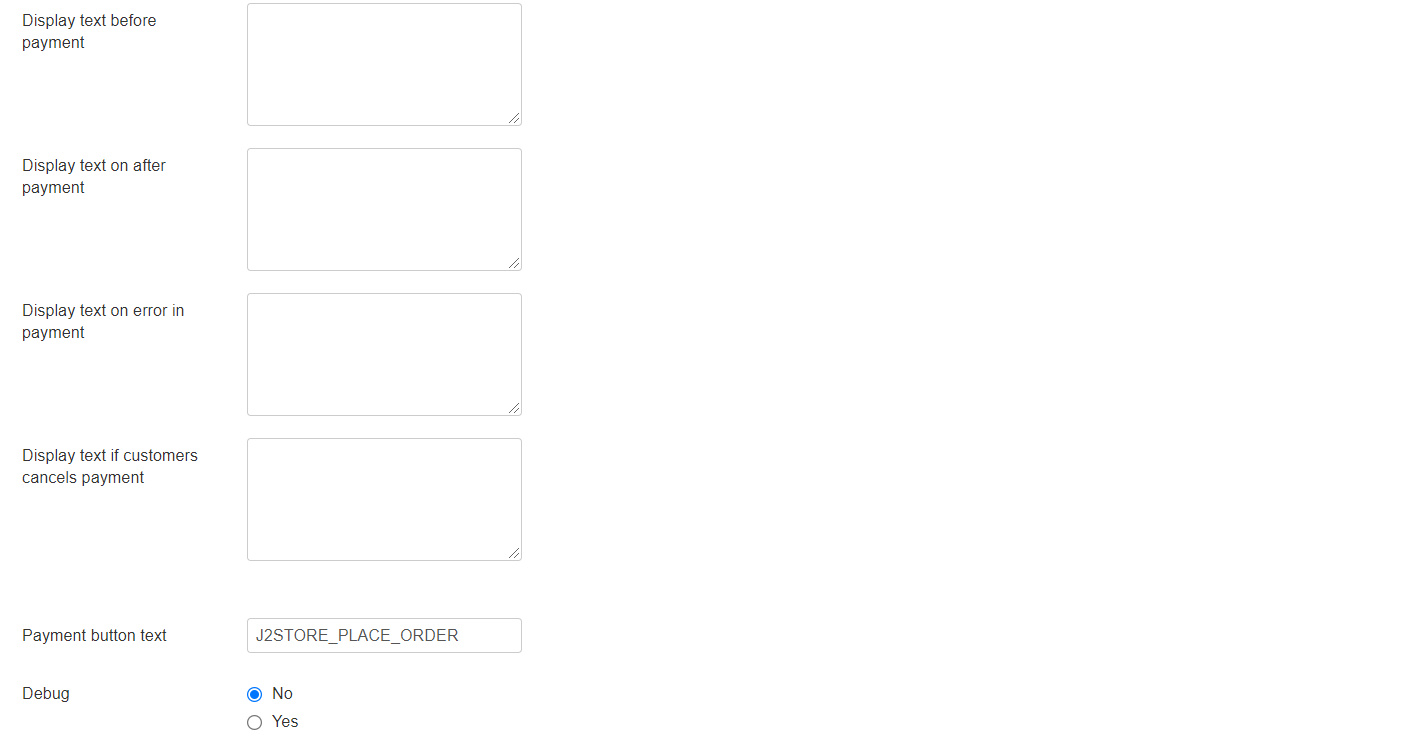 Display text before
payment
Display text on after
payment
Display text on error in
payment
Display text if customers
cancels payment
Payment button text
J2STORE_PLACE_ORDER
Debug
No
Yes